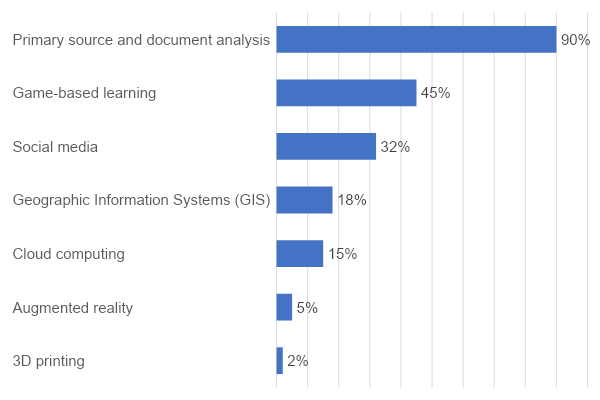 Primary source and document analysis 90%
Game-based learning 45%
Social media 32%
Geographic Information Systems (GIS) 18%
Cloud computing 15%
Augmented reality 5%
3D printing 2%